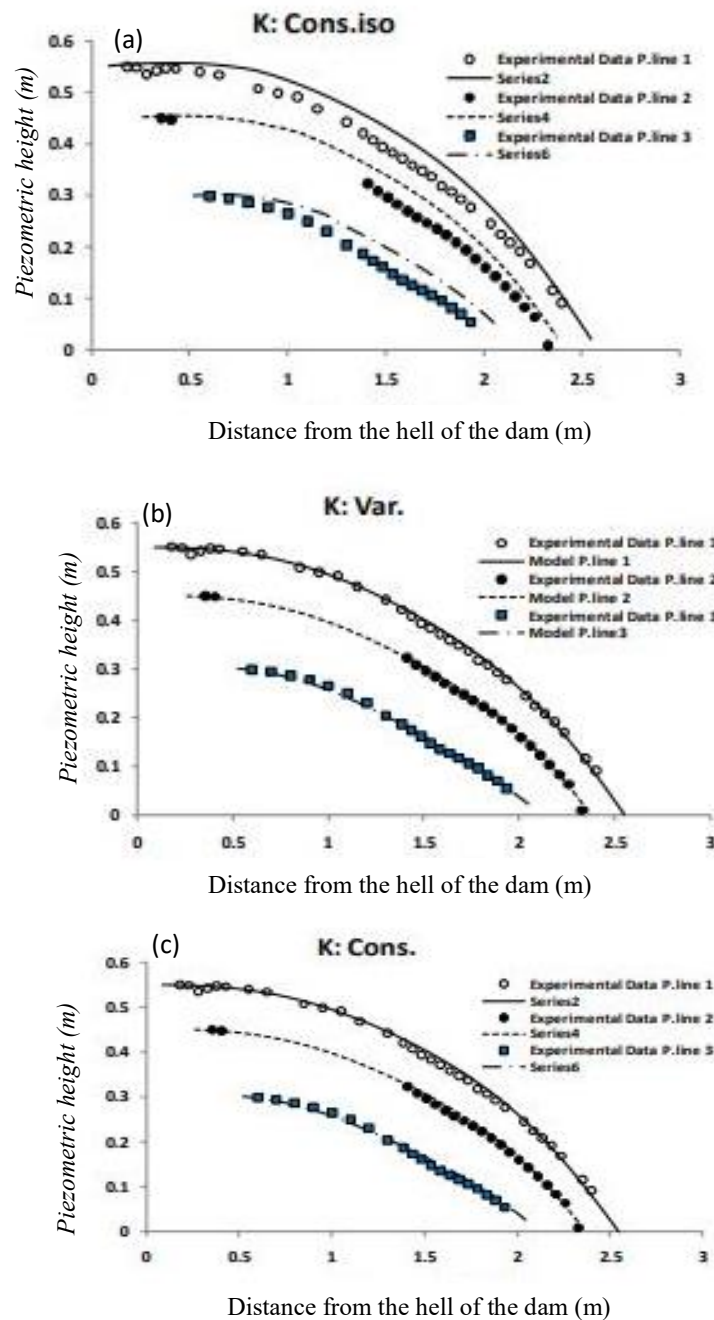 (a)
K: Cons.iso
Piezometric height (m)
0.6
0.5
0.4
0.3
0.2
0.1
0
Experimental Data P.line 1
Series2
Experimental Data P.line 2
Series4
Experimental Data P.line 3
Series6
0 0.5 1 1.5 2 2.5 3
Distance from the hell of the dam (m)
(b)
K: Var.
Piezometric height (m)
0.6
0.5
0.4
0.3
0.2
0.1
0
Experimental Data P.line 1
Model P.line 1
Experimental Data P.line 2
Model P.line 2
Experimental Data P.line 1
Model P.line3
0 0.5 1 1.5 2 2.5 3
Distance from the hell of the dam (m)
(c)
K: Cons.
Piezometric height (m)
0.6
0.5
0.4
0.3
0.2
0.1
0
Experimental Data P.line 1
Series2
Experimental Data P.line 2
Series4
Experimental Data P.line 3
Series6
0 0.5 1 1.5 2 2.5 3
Distance from the hell of the dam (m)